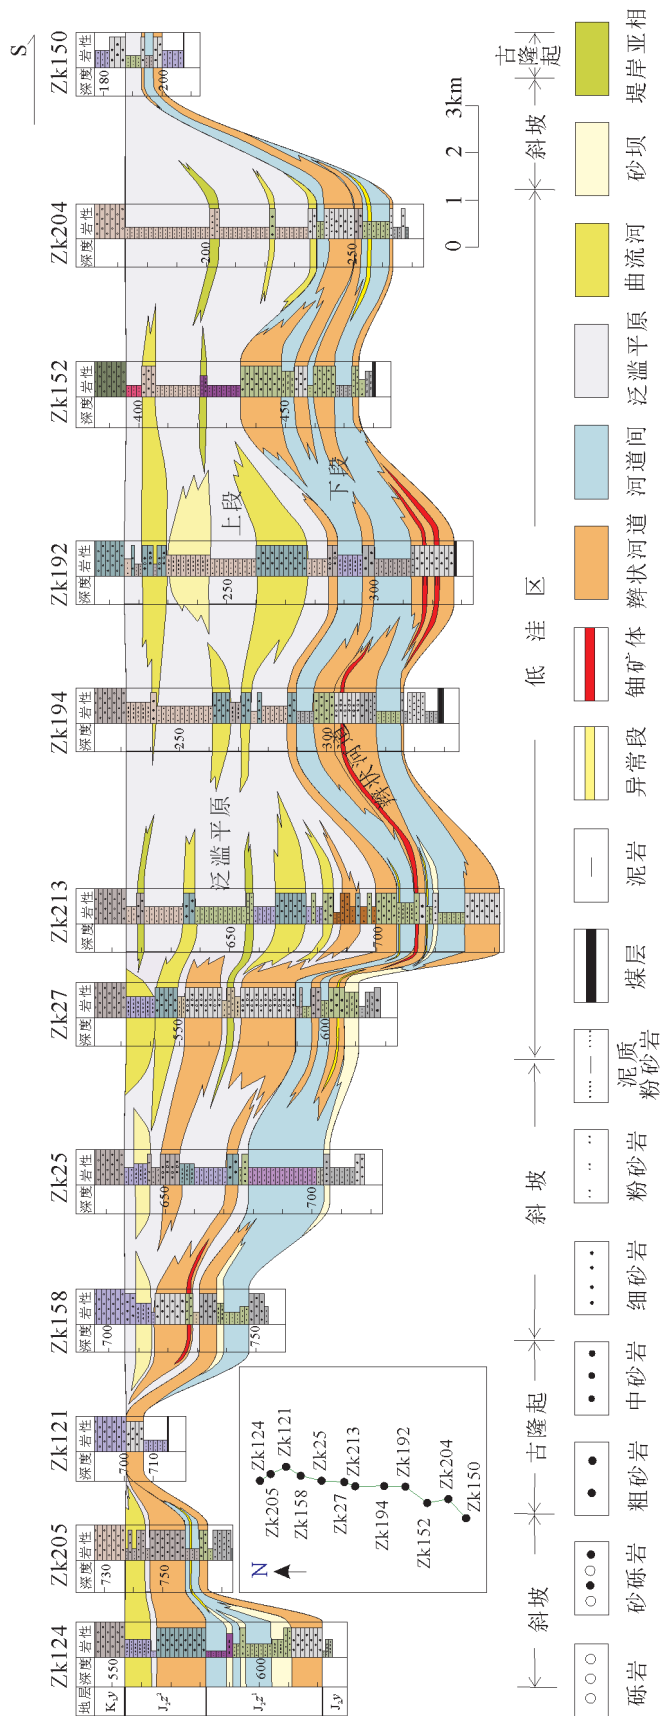 S
Zk124 Zk205 Zk121 Zk158 Zk25 Zk27 Zk213 Zk194 Zk192 Zk152 Zk204 Zk150
地层 深度 岩性 深度 岩性 深度 岩性 深度 岩性 深度 岩性 深度 岩性 深度 岩性 深度 岩性 深度 岩性 深度 岩性 深度 岩性 深度 岩性
K₁y
J₂z²
J₂z¹
J₂y
550 600
730 750
700 710
700 750
650 700
550 600
650 700
250 300
250 300
400 450
200 250
180 200
泛滥平原
上段
下段
辫状河道
N
Zk124
Zk205
Zk121
Zk158
Zk25
Zk27
Zk213
Zk194
Zk192
Zk152
Zk204
Zk150
0 1 2 3km
斜坡 古隆起 斜坡 低洼区 斜坡 古隆起
砾岩 砂砾岩 粗砂岩 中砂岩 细砂岩 粉砂岩 泥质粉砂岩 煤层 泥岩 异常段 铀矿体 辫状河道 河道间 泛滥平原 曲流河 砂坝 堤岸亚相